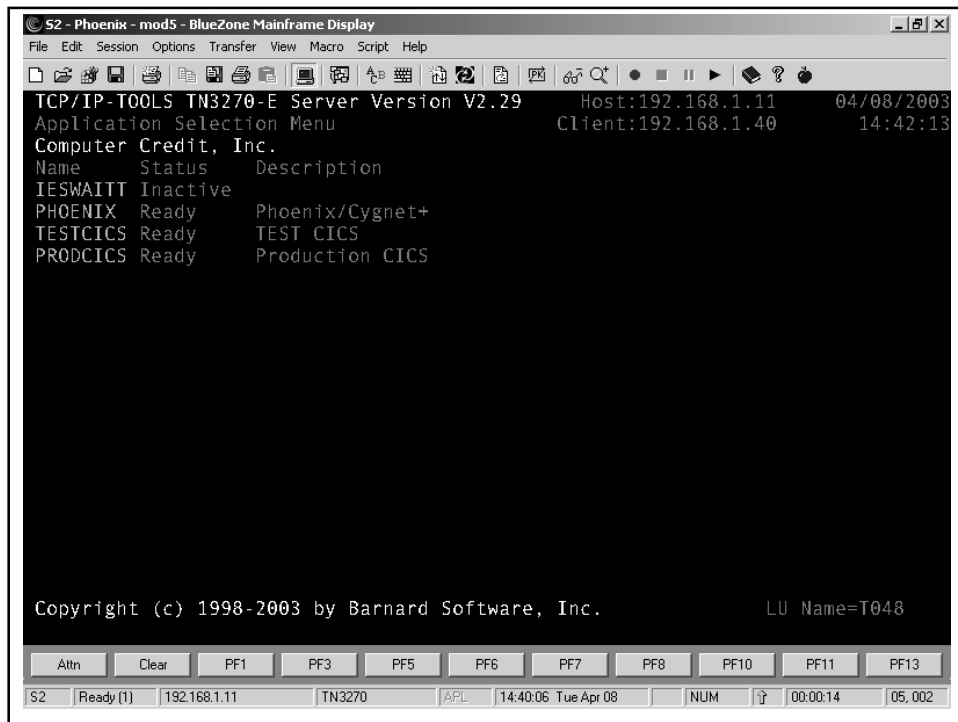 S2 - Phoenix - mod5 - BlueZone Mainframe Display
File Edit Session Options Transfer View Macro Script Help
TCP/IP-TOOLS TN3270-E Server Version V2.29 Host:192.168.1.11 04/08/2003
Application Selection Menu Client:192.168.1.40 14:42:13
Computer Credit, Inc.
Name Status Description
IESWAITT Inactive
PHOENIX Ready Phoenix/Cygnet+
TESTCICS Ready TEST CICS
PRODCICS Ready Production CICS
Copyright (c) 1998-2003 by Barnard Software, Inc. LU Name=T048
Attn Clear PF1 PF3 PF5 PF6 PF7 PF8 PF10 PF11 PF13
S2 Ready (1) 192.168.1.11 TN3270 APL 14:40:06 Tue Apr 08 NUM 00:00:14 05, 002